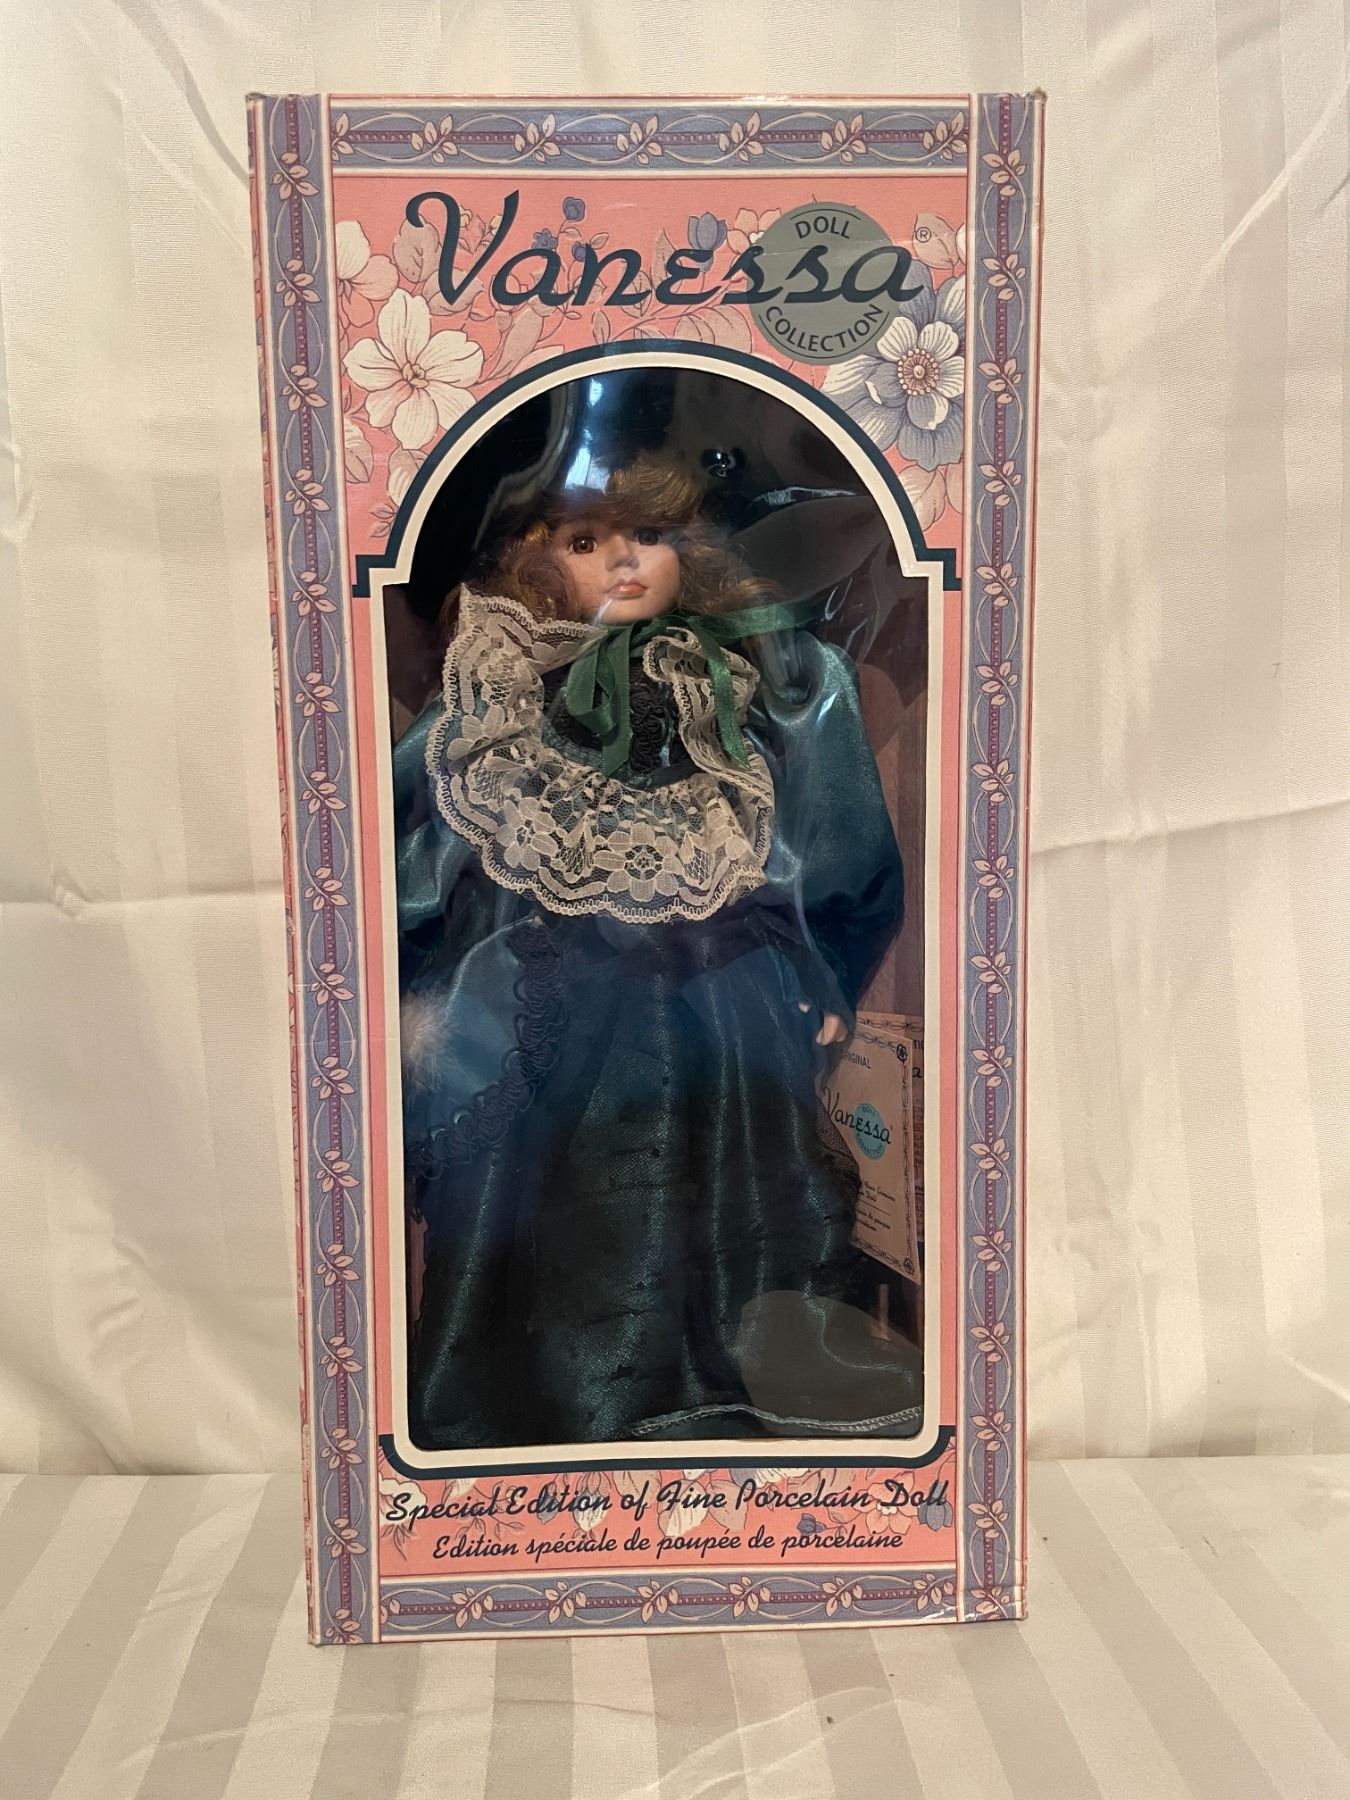 Vanessa ®
DOLL
COLLECTION
ORIGINAL
Vanessa
DOLL
COLLECTION
Special Edition of Fine Porcelain Doll
Edition spéciale de poupée de porcelaine